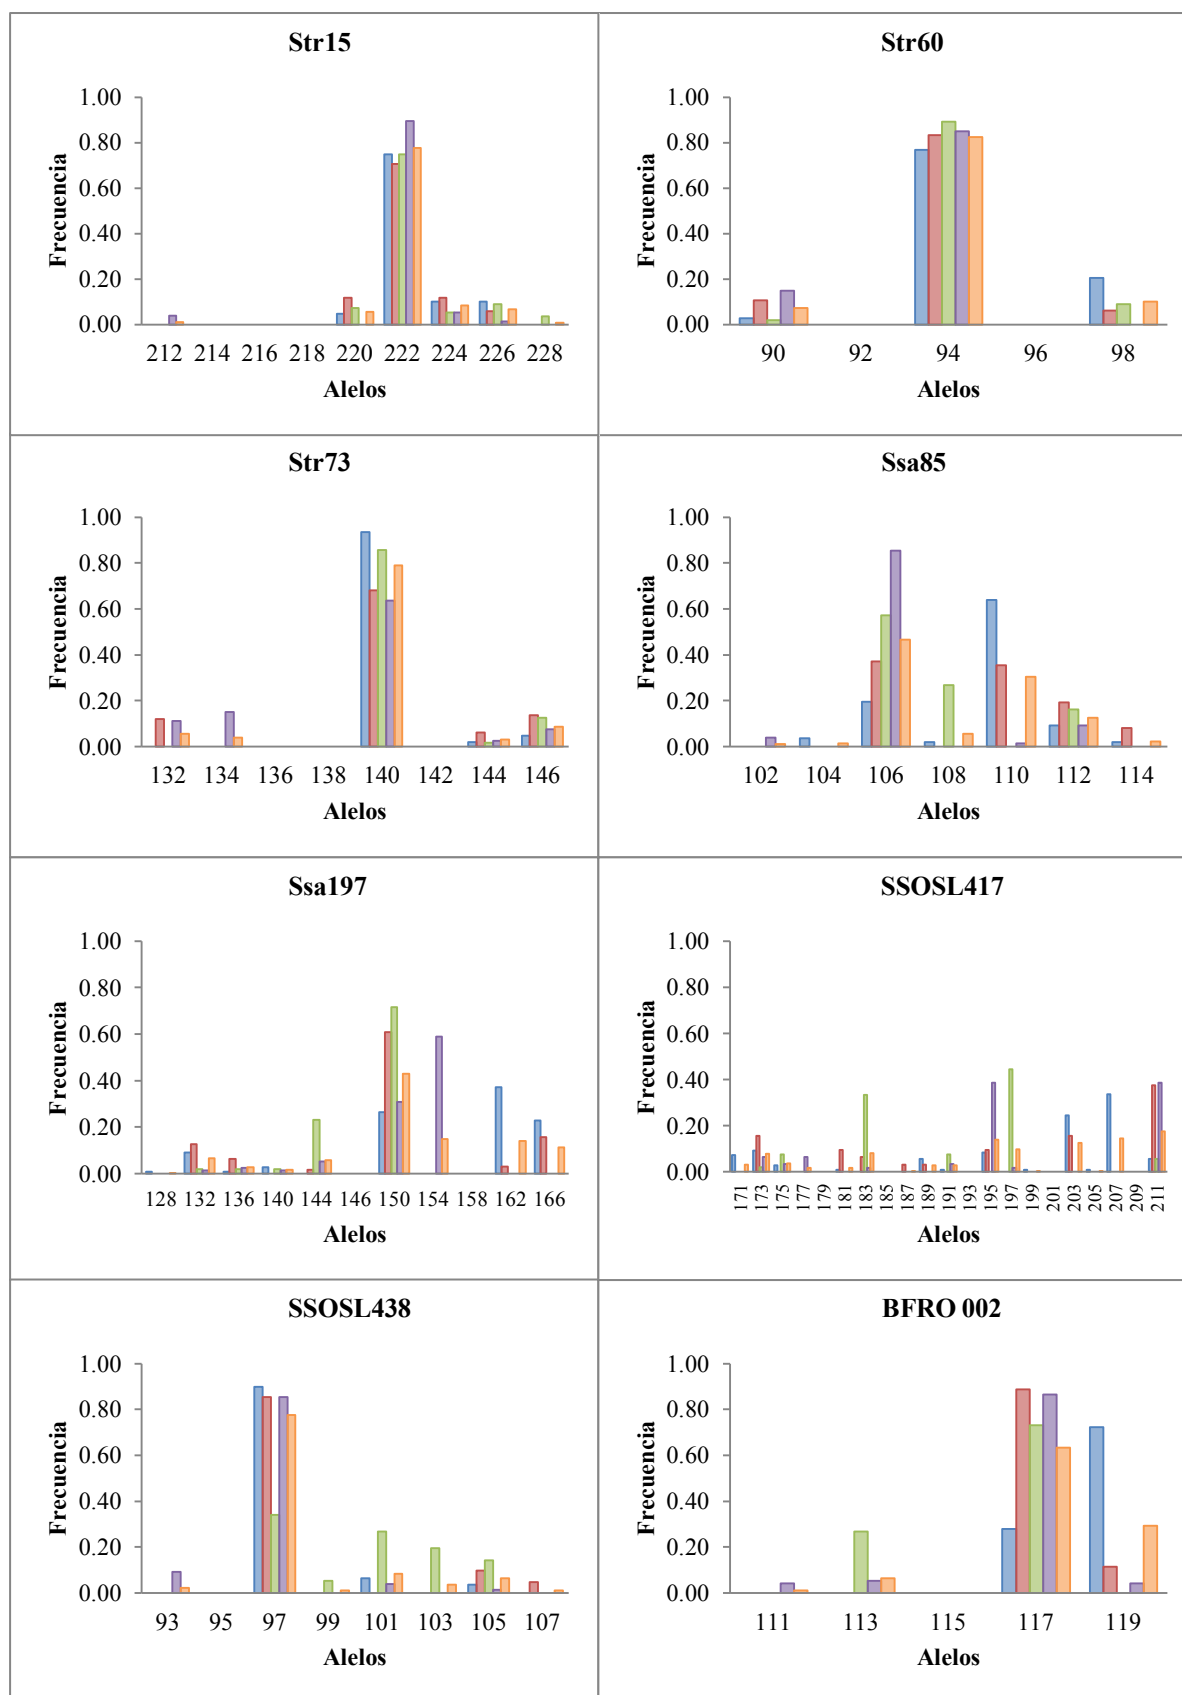 Str15
1.00
0.80
0.60
0.40
0.20
0.00
Frecuencia
212 214 216 218 220 222 224 226 228
Alelos
Str60
1.00
0.80
0.60
0.40
0.20
0.00
Frecuencia
90 92 94 96 98
Alelos
Str73
1.00
0.80
0.60
0.40
0.20
0.00
Frecuencia
132 134 136 138 140 142 144 146
Alelos
Ssa85
1.00
0.80
0.60
0.40
0.20
0.00
Frecuencia
102 104 106 108 110 112 114
Alelos
Ssa197
1.00
0.80
0.60
0.40
0.20
0.00
Frecuencia
128 132 136 140 144 146 150 154 158 162 166
Alelos
SSOSL417
1.00
0.80
0.60
0.40
0.20
0.00
Frecuencia
171 173 175 177 179 181 183 185 187 189 191 193 195 197 199 201 203 205 207 209 211
Alelos
SSOSL438
1.00
0.80
0.60
0.40
0.20
0.00
Frecuencia
93 95 97 99 101 103 105 107
Alelos
BFRO 002
1.00
0.80
0.60
0.40
0.20
0.00
Frecuencia
111 113 115 117 119
Alelos